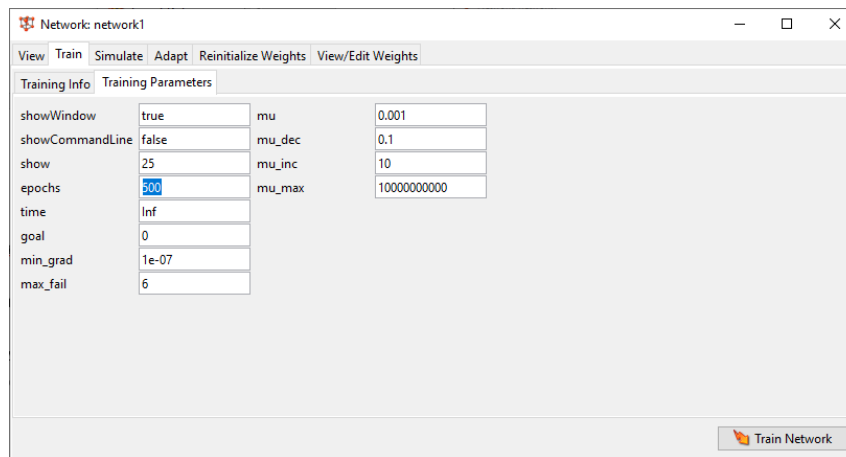 Network: network1
View Train Simulate Adapt Reinitialize Weights View/Edit Weights
Training Info Training Parameters
showWindow true mu 0.001
showCommandLine false mu_dec 0.1
show 25 mu_inc 10
epochs 500 mu_max 10000000000
time Inf
goal 0
min_grad 1e-07
max_fail 6
Train Network